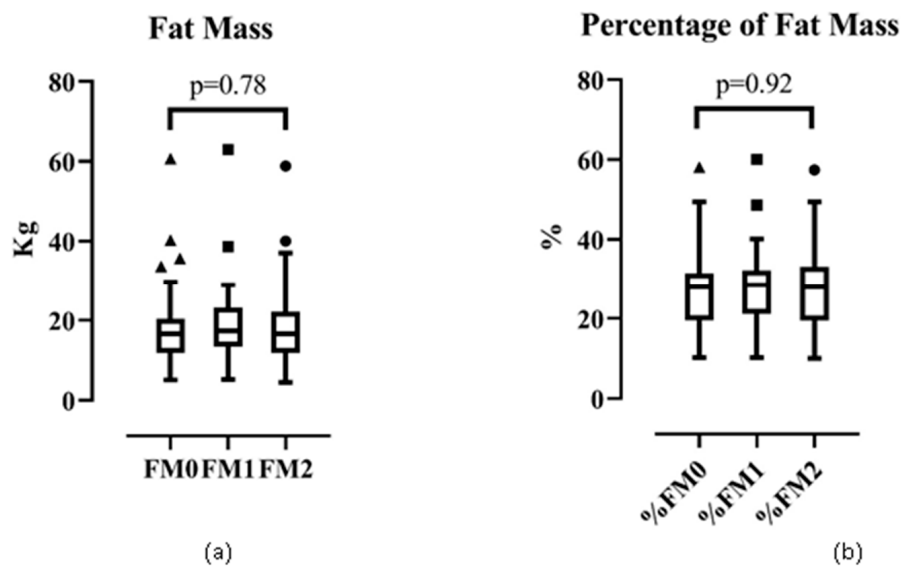 Fat Mass
80
60
40
20
0
Kg
p=0.78
FM0 FM1 FM2
(a)
Percentage of Fat Mass
80
60
40
20
0
%
p=0.92
%FM0
%FM1
%FM2
(b)